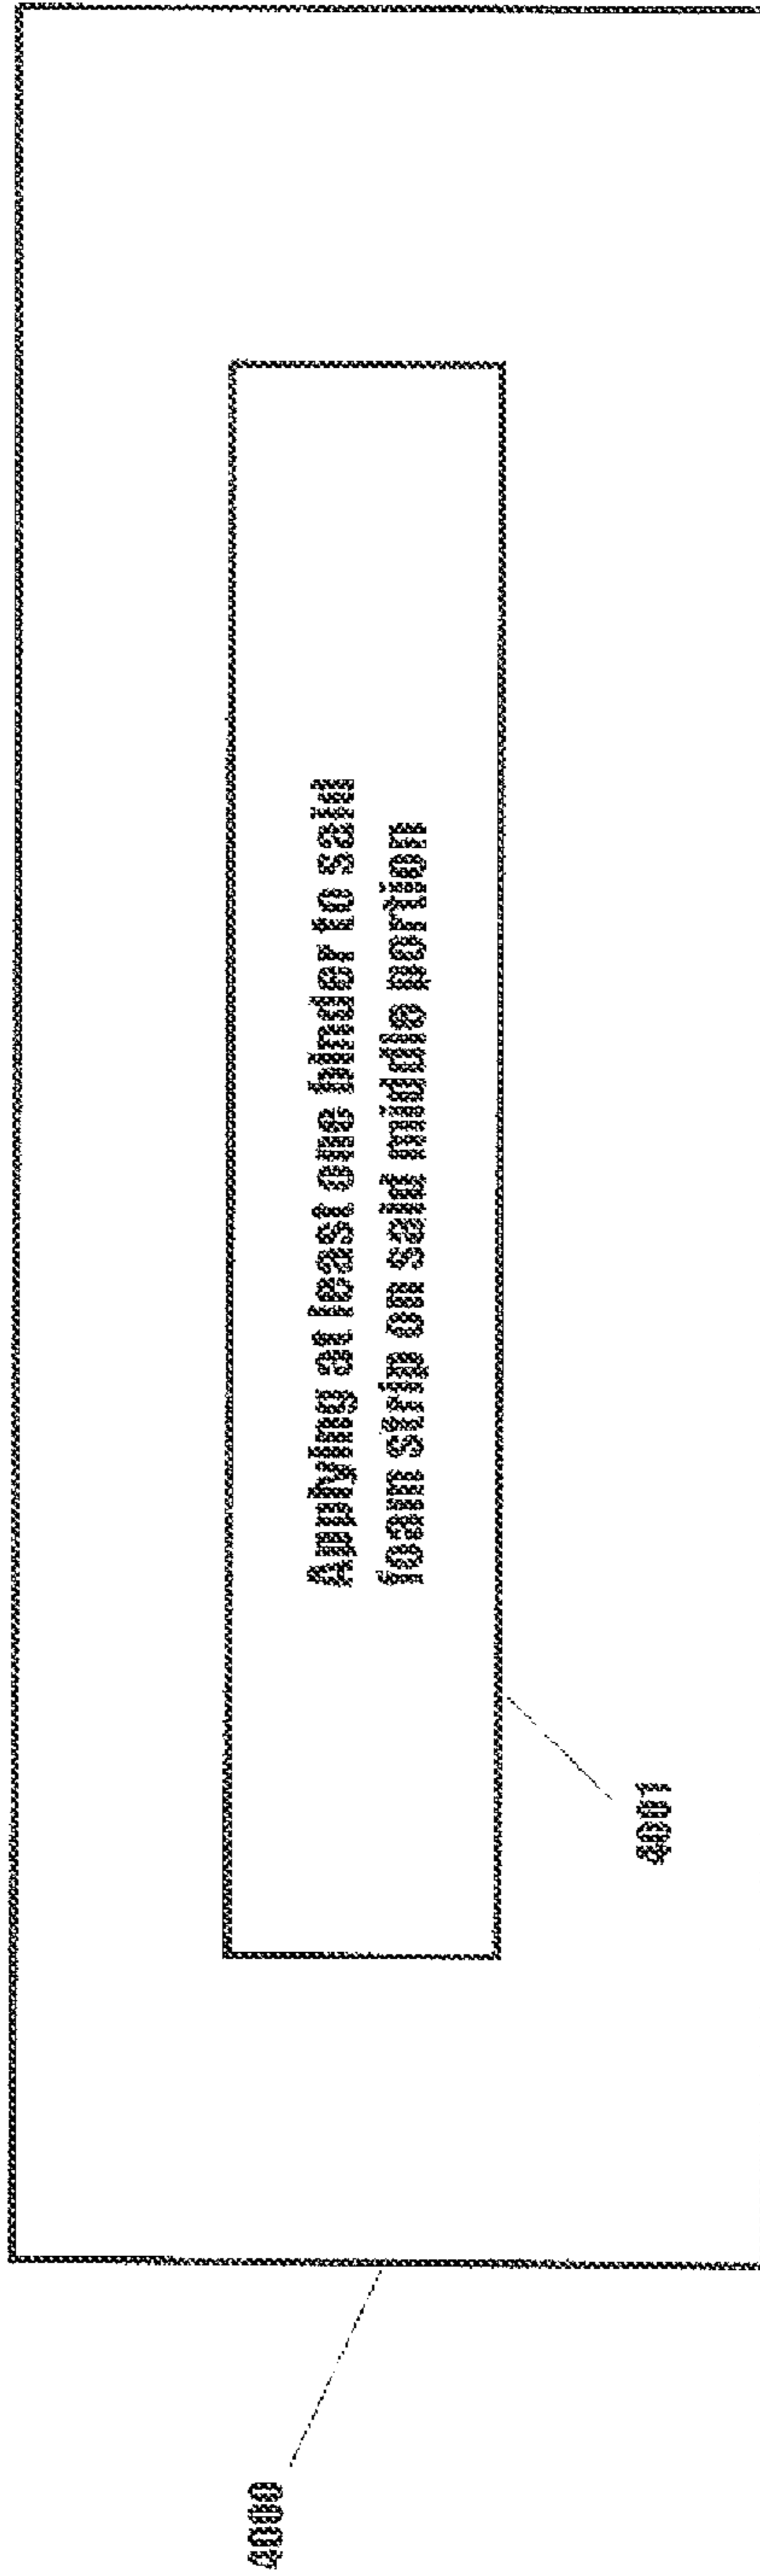 Applying at least one binder to said
foam strip on said middle portion
4001
4000